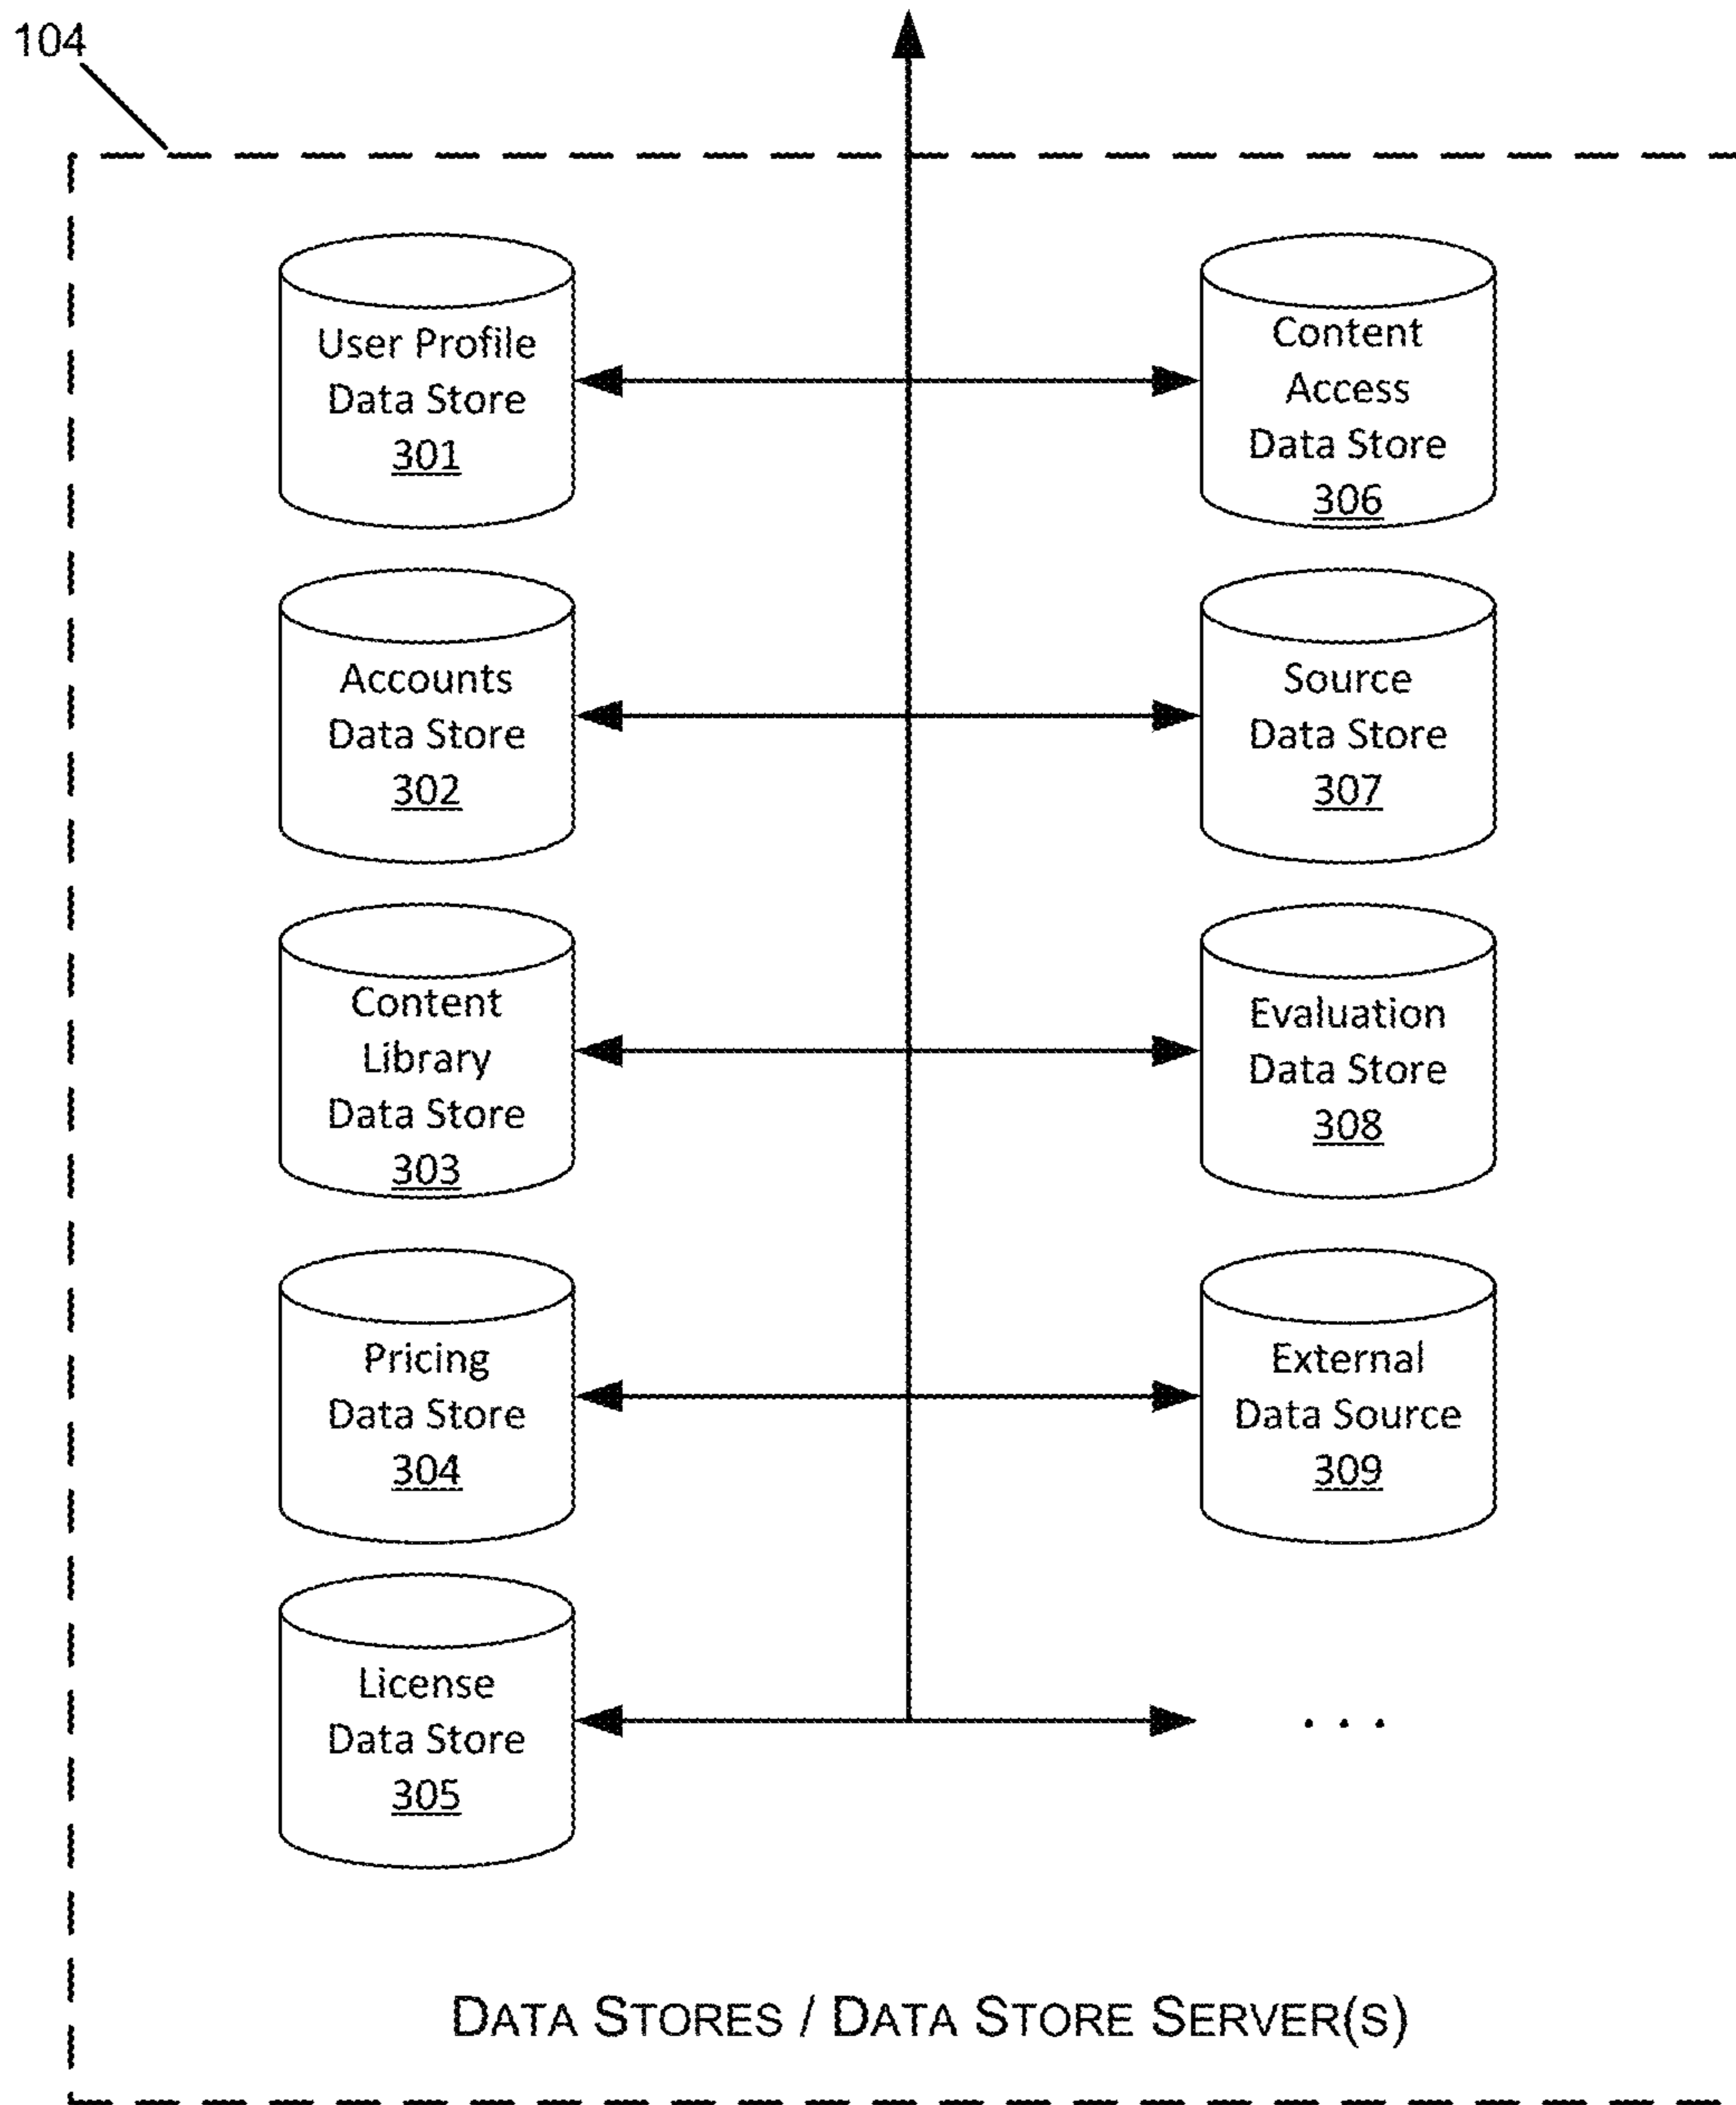 104
User Profile
Data Store
301
Content
Access
Data Store
306
Accounts
Data Store
302
Source
Data Store
307
Content
Library
Data Store
303
Evaluation
Data Store
308
Pricing
Data Store
304
External
Data Source
309
License
Data Store
305
. . .
DATA STORES / DATA STORE SERVER(S)